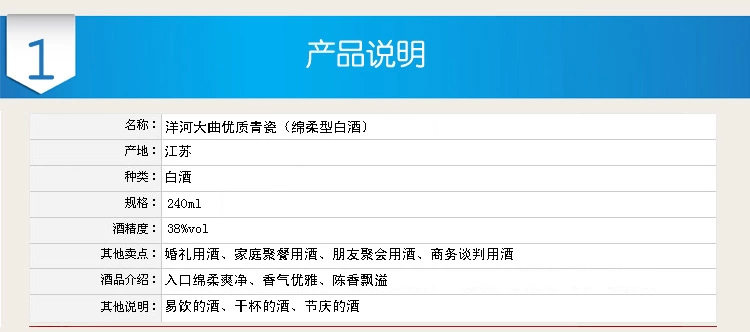 1
产品说明
名称： 洋河大曲优质青瓷（绵柔型白酒）
产地： 江苏
种类： 白酒
规格： 240ml
酒精度： 38%vol
其他卖点： 婚礼用酒、家庭聚餐用酒、朋友聚会用酒、商务谈判用酒
酒品介绍： 入口绵柔爽净、香气优雅、陈香飘溢
其他说明： 易饮的酒、干杯的酒、节庆的酒